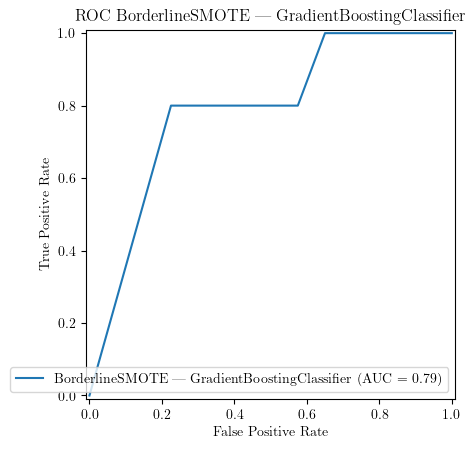 ROC BorderlineSMOTE — GradientBoostingClassifier
True Positive Rate
1.0
0.8
0.6
0.4
0.2
0.0
BorderlineSMOTE — GradientBoostingClassifier (AUC = 0.79)
0.0 0.2 0.4 0.6 0.8 1.0
False Positive Rate